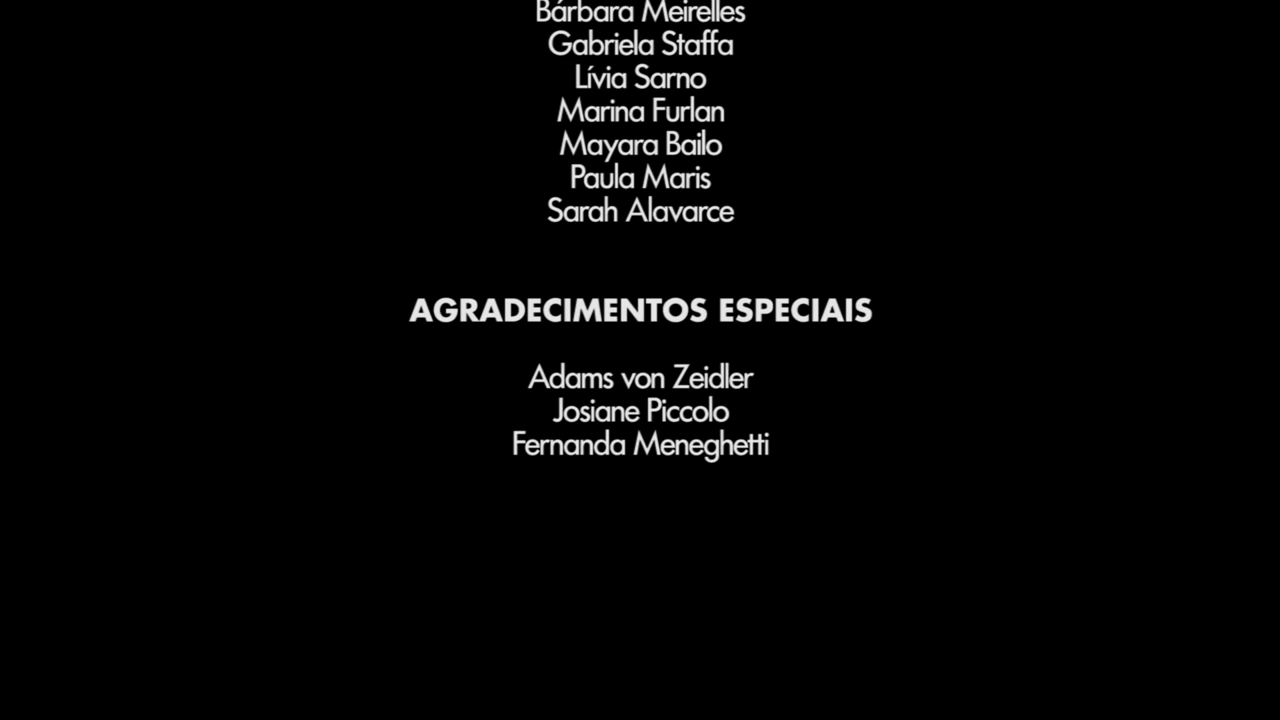 Bárbara Meirelles
Gabriela Staffa
Lívia Sarno
Marina Furlan
Mayara Bailo
Paula Maris
Sarah Alavarce
AGRADECIMENTOS ESPECIAIS
Adams von Zeidler
Josiane Piccolo
Fernanda Meneghetti